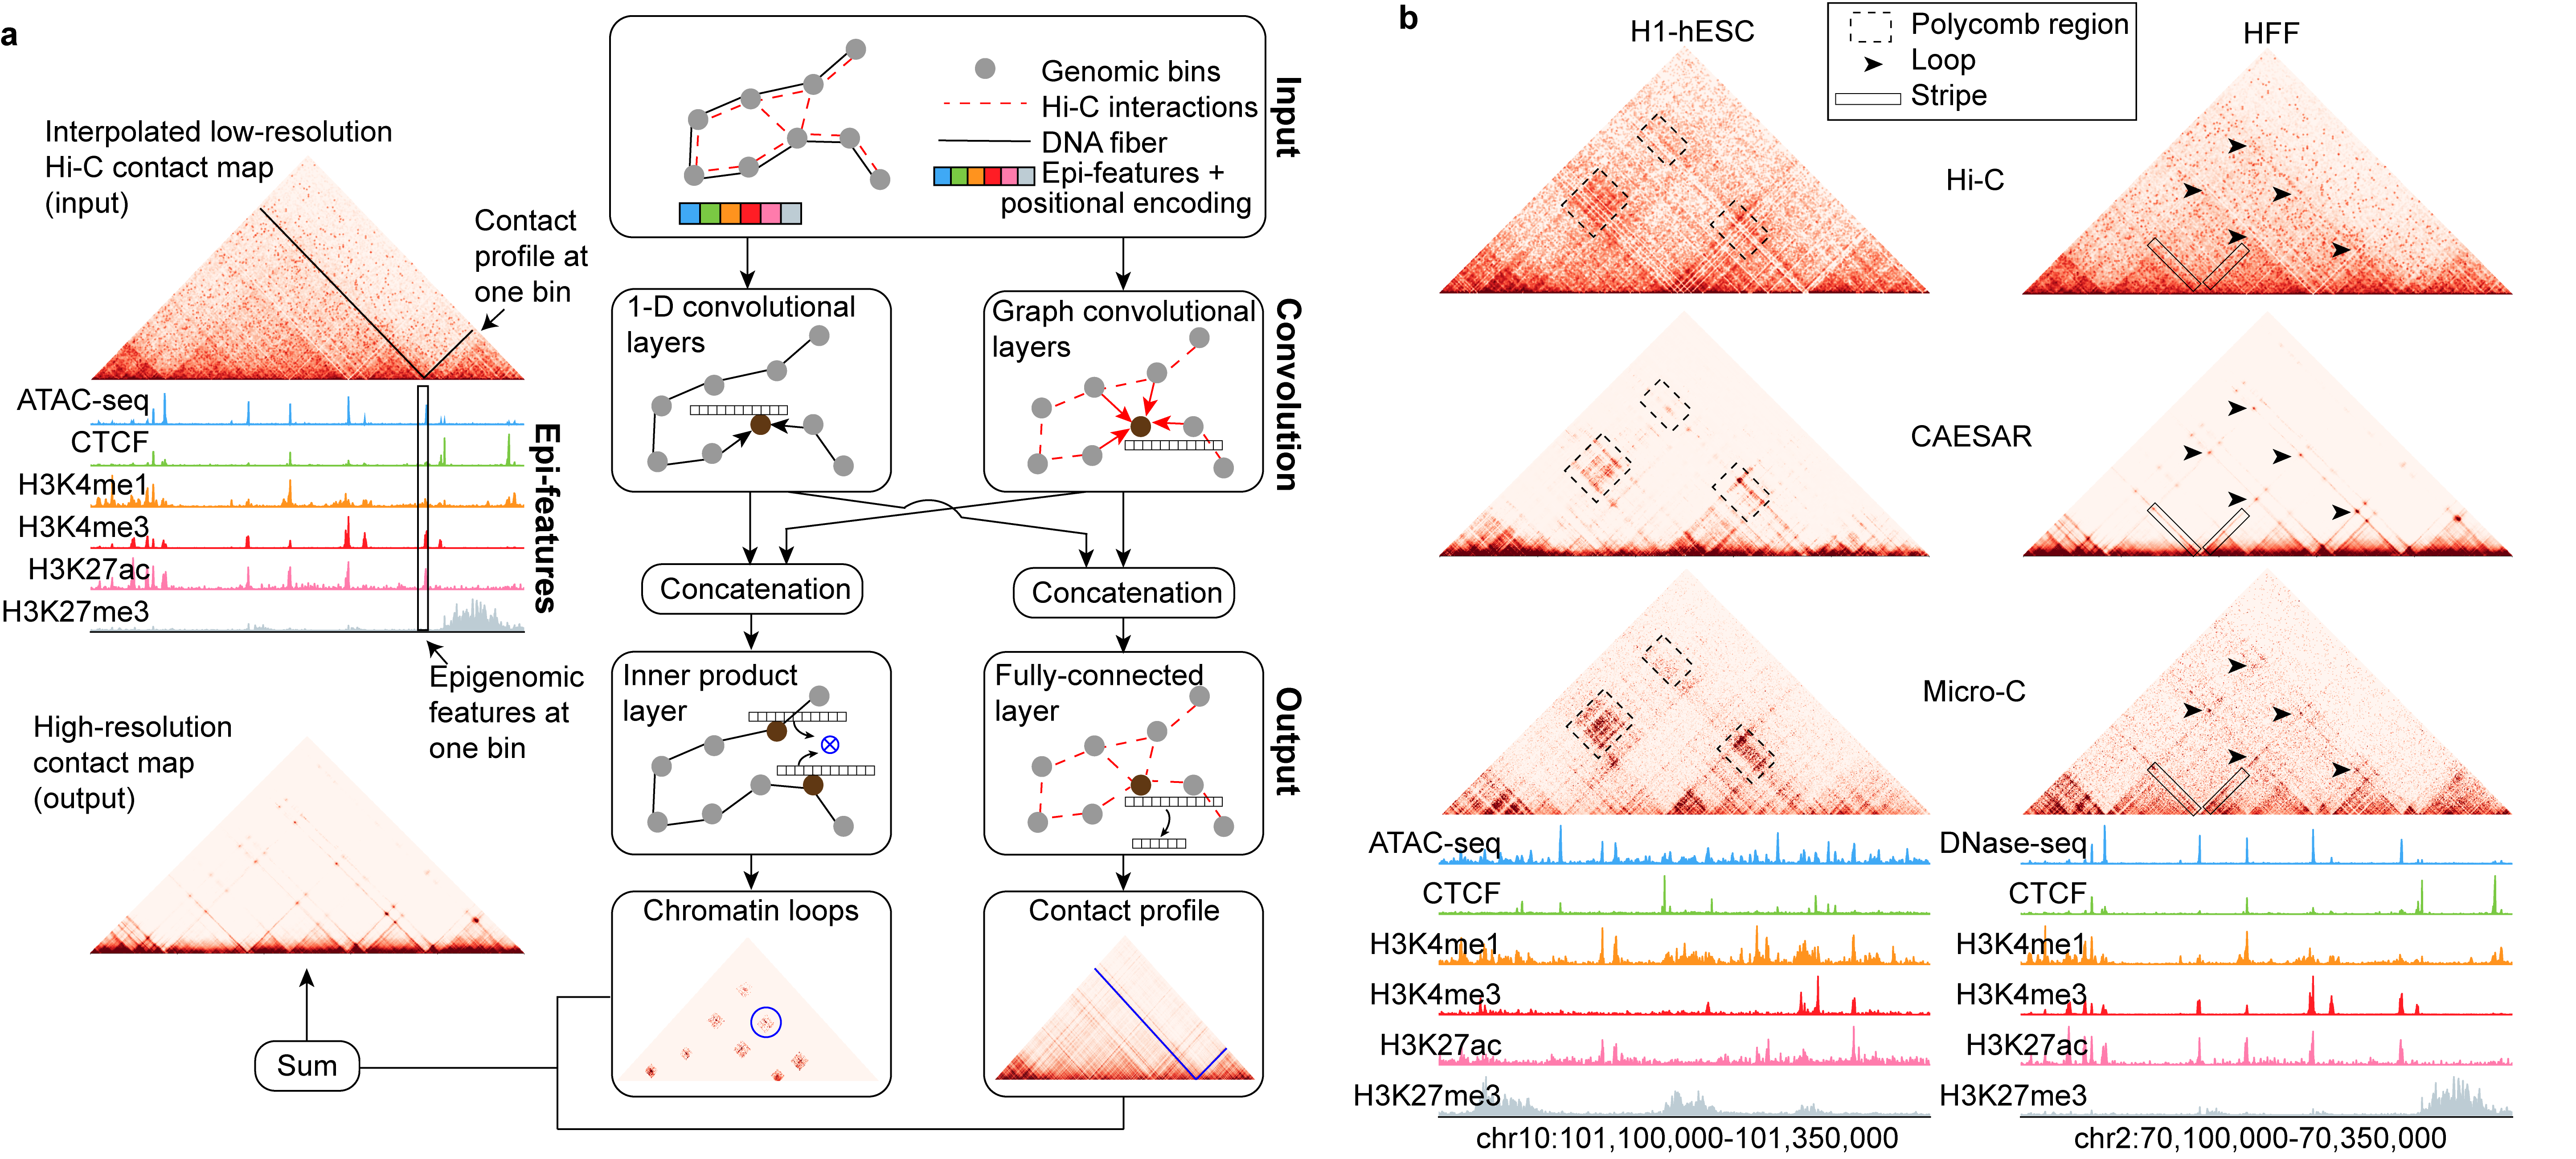 a
Interpolated low-resolution
Hi-C contact map
(input)
Contact
profile at
one bin
ATAC-seq
CTCF
H3K4me1
H3K4me3
H3K27ac
H3K27me3
Epi-features
Epigenomic
features at
one bin
High-resolution
contact map
(output)
Sum
Genomic bins
Hi-C interactions
DNA fiber
Epi-features +
positional encoding
Input
1-D convolutional
layers
Graph convolutional
layers
Convolution
Concatenation
Concatenation
Inner product
layer
Fully-connected
layer
Output
Chromatin loops
Contact profile
b
H1-hESC
Polycomb region
Loop
Stripe
HFF
Hi-C
CAESAR
Micro-C
ATAC-seq
CTCF
H3K4me1
H3K4me3
H3K27ac
H3K27me3
chr10:101,100,000-101,350,000
DNase-seq
CTCF
H3K4me1
H3K4me3
H3K27ac
H3K27me3
chr2:70,100,000-70,350,000